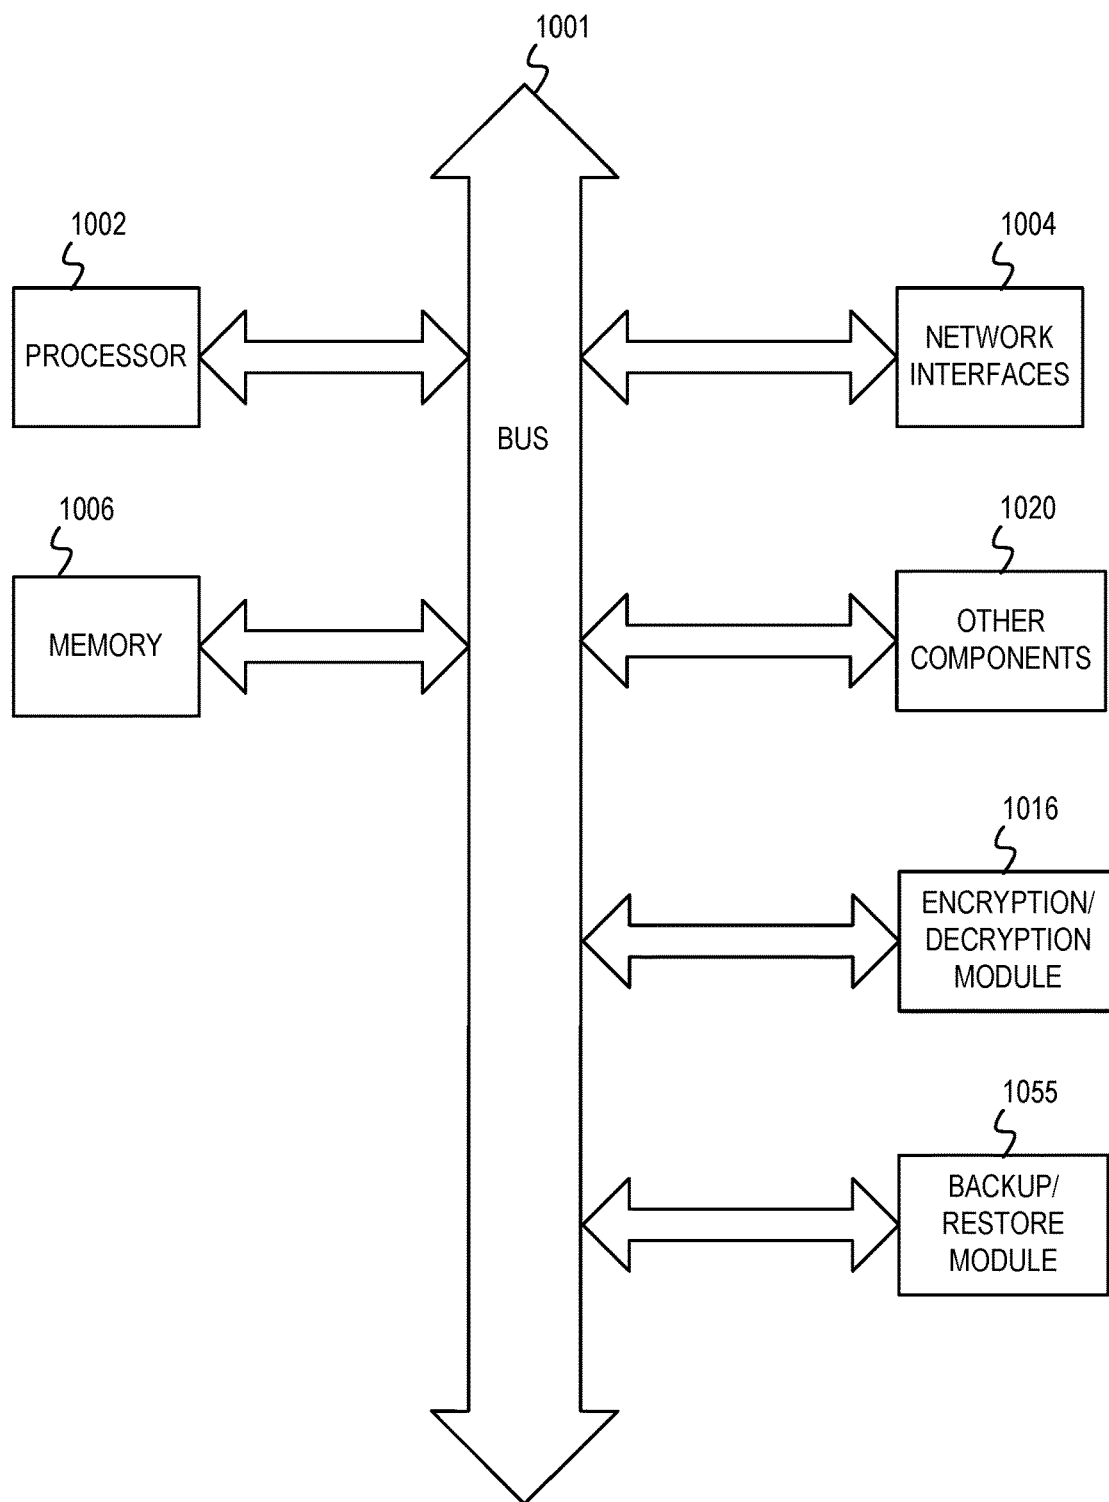 1001
1002
PROCESSOR
1004
NETWORK
INTERFACES
BUS
1006
MEMORY
1020
OTHER
COMPONENTS
1016
ENCRYPTION/
DECRYPTION
MODULE
1055
BACKUP/
RESTORE
MODULE